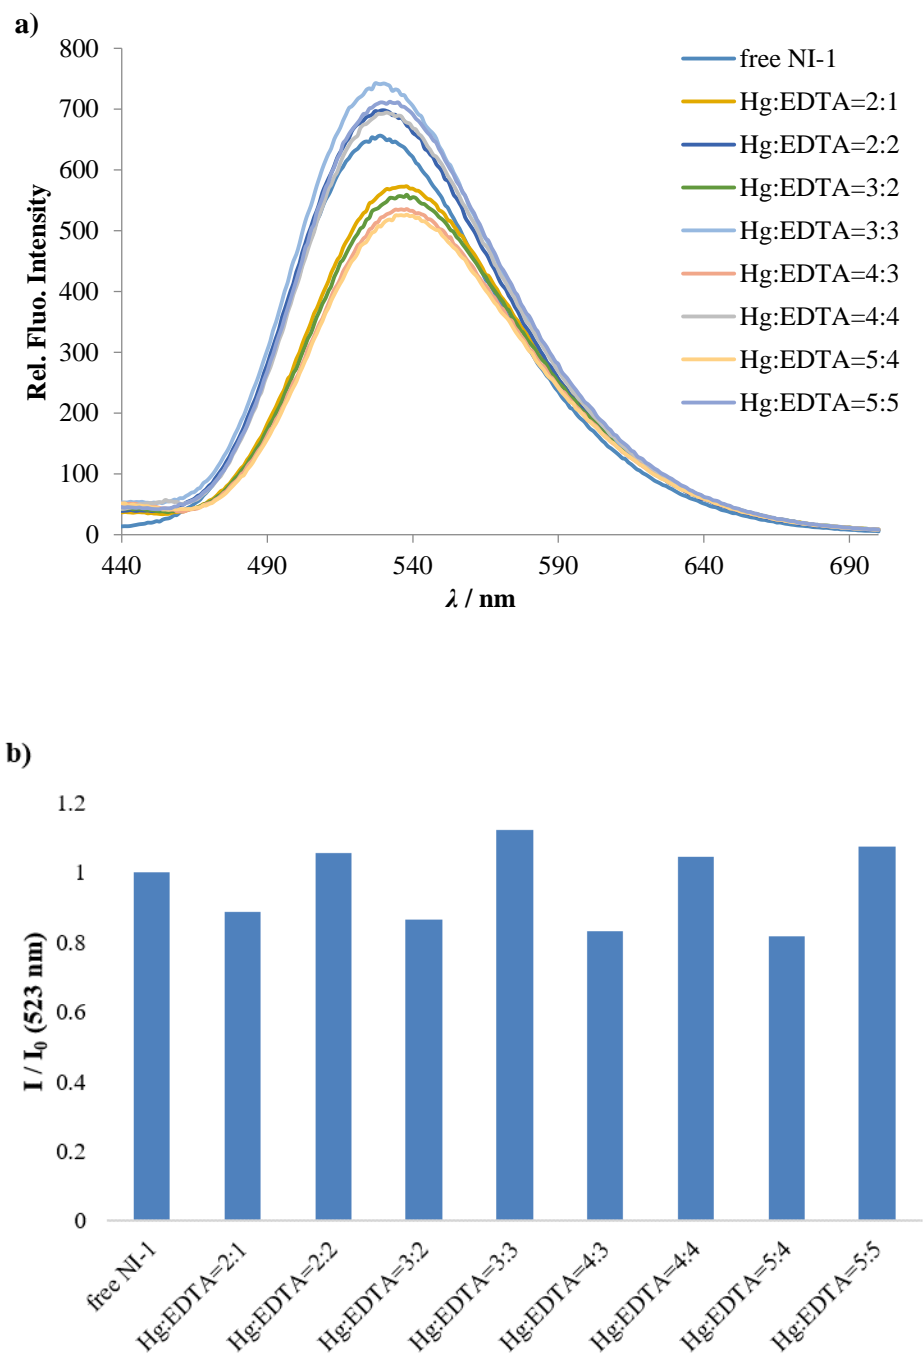 a)
800
700
600
500
400
300
200
100
0
Rel. Fluo. Intensity
440 490 540 590 640 690
λ / nm
free NI-1
Hg:EDTA=2:1
Hg:EDTA=2:2
Hg:EDTA=3:2
Hg:EDTA=3:3
Hg:EDTA=4:3
Hg:EDTA=4:4
Hg:EDTA=5:4
Hg:EDTA=5:5
b)
1.2
1
0.8
0.6
0.4
0.2
0
I / I₀ (523 nm)
free NI-1
Hg:EDTA=2:1
Hg:EDTA=2:2
Hg:EDTA=3:2
Hg:EDTA=3:3
Hg:EDTA=4:3
Hg:EDTA=4:4
Hg:EDTA=5:4
Hg:EDTA=5:5